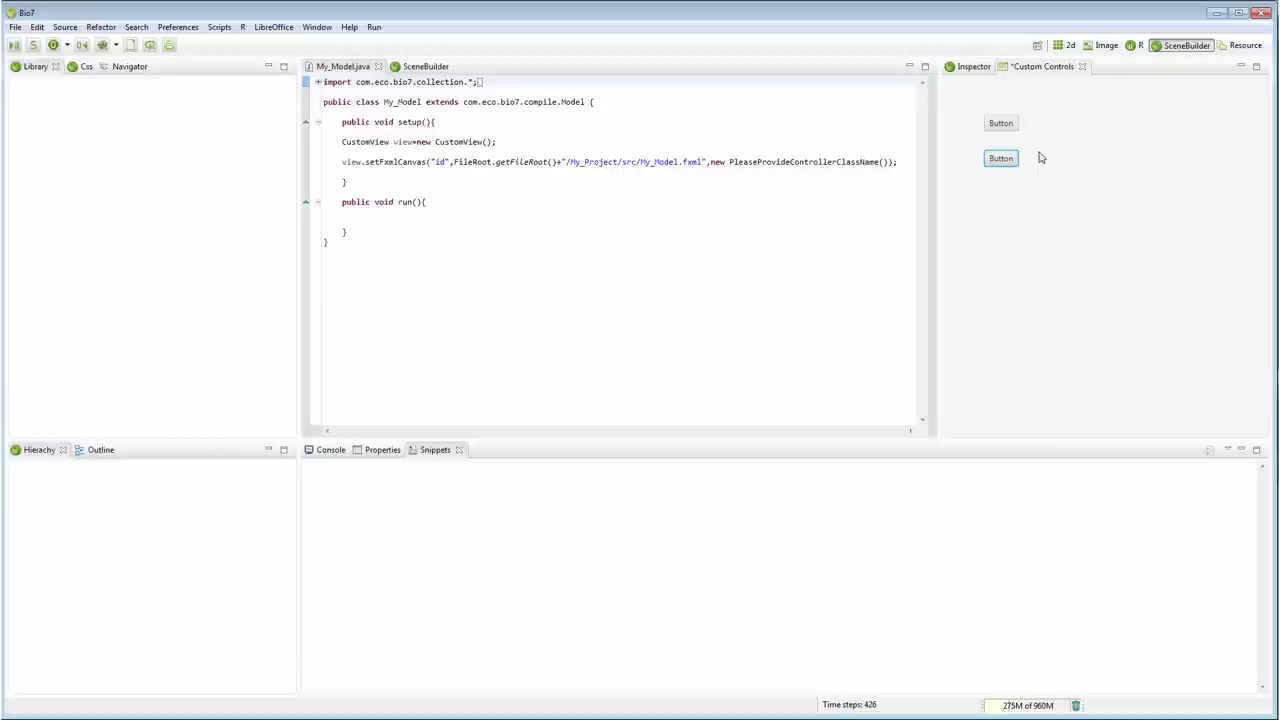 Bio7
File Edit Source Refactor Search Preferences Scripts R LibreOffice Window Help Run
2d Image R SceneBuilder Resource
Library Css Navigator
My_Model.java SceneBuilder
Inspector *Custom Controls
import com.eco.bio7.collection.*;
public class My_Model extends com.eco.bio7.compile.Model {
public void setup(){
CustomView view=new CustomView();
view.setFxmlCanvas("id",FileRoot.getFileRoot()+"/My_Project/src/My_Model.fxml",new PleaseProvideControllerClassName());
}
public void run(){
}
}
Button
Button
Hierachy Outline
Console Properties Snippets
Time steps: 426
275M of 960M